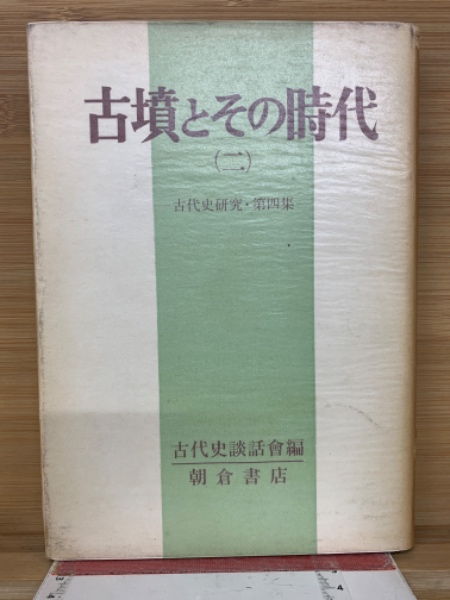 古墳とその時代
(二)
古代史研究・第四集
古代史談話會編
朝倉書店